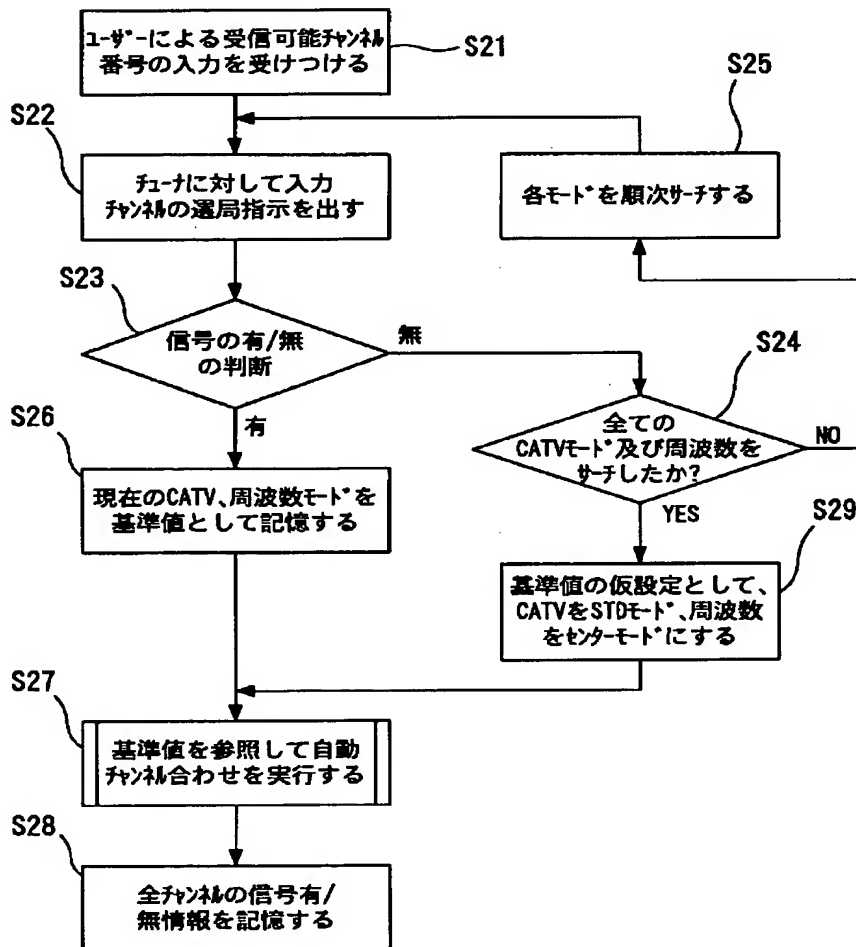 ﾕｰｻﾞｰによる受信可能ﾁｬﾝﾈﾙ
番号の入力を受けつける
S21
S22
ﾁｭｰﾅに対して入力
ﾁｬﾝﾈﾙの選局指示を出す
S25
各ﾓｰﾄﾞを順次ｻｰﾁする
S23
信号の有/無
の判断
無
有
S24
全ての
CATVﾓｰﾄﾞ及び周波数を
ｻｰﾁしたか?
NO
YES
S26
現在のCATV、周波数ﾓｰﾄﾞを
基準値として記憶する
S29
基準値の仮設定として、
CATVをSTDﾓｰﾄﾞ、周波数
をｾﾝﾀｰﾓｰﾄﾞにする
S27
基準値を参照して自動
ﾁｬﾝﾈﾙ合わせを実行する
S28
全ﾁｬﾝﾈﾙの信号有/
無情報を記憶する